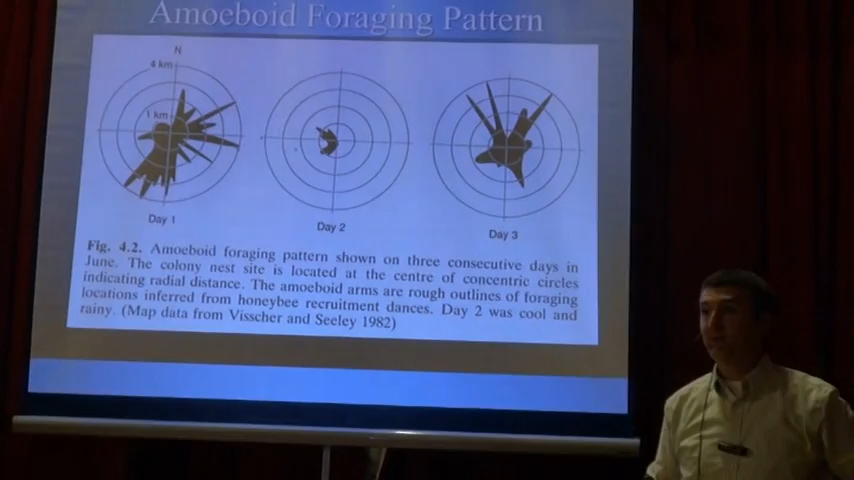 Amoeboid Foraging Pattern
N
4 km
1 km
Day 1
Day 2
Day 3
Fig. 4.2. Amoeboid foraging pattern shown on three consecutive days in
June. The colony nest site is located at the centre of concentric circles
indicating radial distance. The amoeboid arms are rough outlines of foraging
locations inferred from honeybee recruitment dances. Day 2 was cool and
rainy. (Map data from Visscher and Seeley 1982)